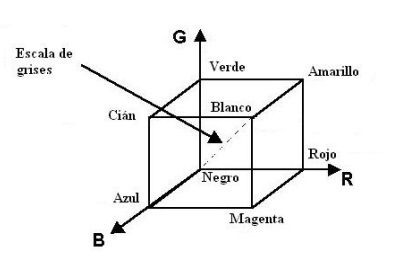 G
Escala de
grises
Verde
Amarillo
Cián
Blanco
Negro
Rojo
R
Azul
Magenta
B